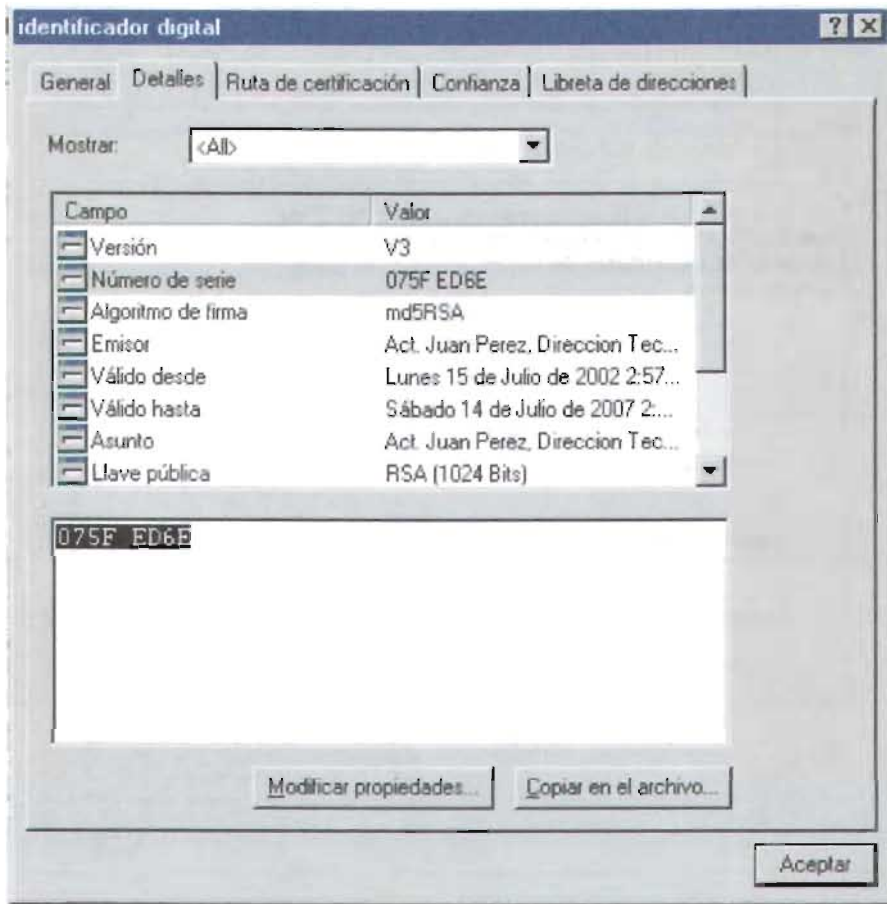 identificador digital
General Detalles Ruta de certificación Confianza Libreta de direcciones
Mostrar: <All>
Campo Valor
Versión V3
Número de serie 075F ED6E
Algoritmo de firma md5RSA
Emisor Act. Juan Perez, Direccion Tec...
Válido desde Lunes 15 de Julio de 2002 2:57...
Válido hasta Sábado 14 de Julio de 2007 2:...
Asunto Act. Juan Perez, Direccion Tec...
Llave pública RSA (1024 Bits)
075F ED6E
Modificar propiedades... Copiar en el archivo...
Aceptar